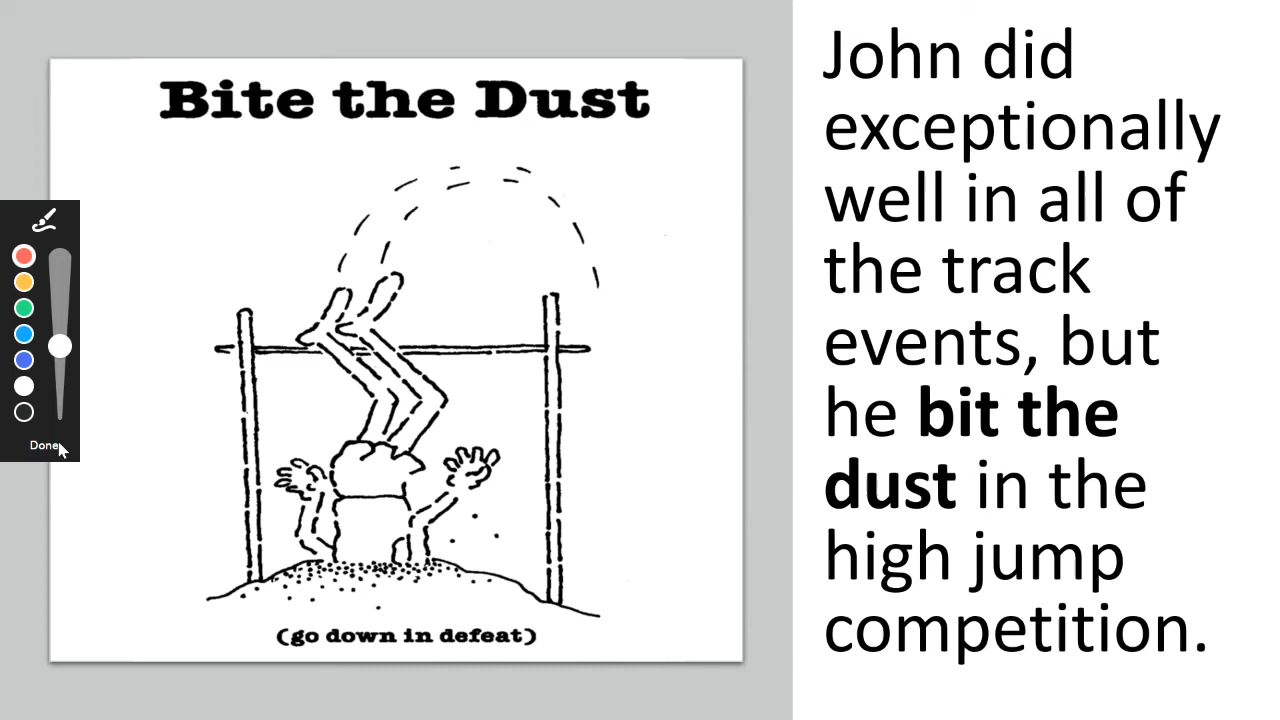 Bite the Dust
(go down in defeat)
Done
John did
exceptionally
well in all of
the track
events, but
he bit the
dust in the
high jump
competition.